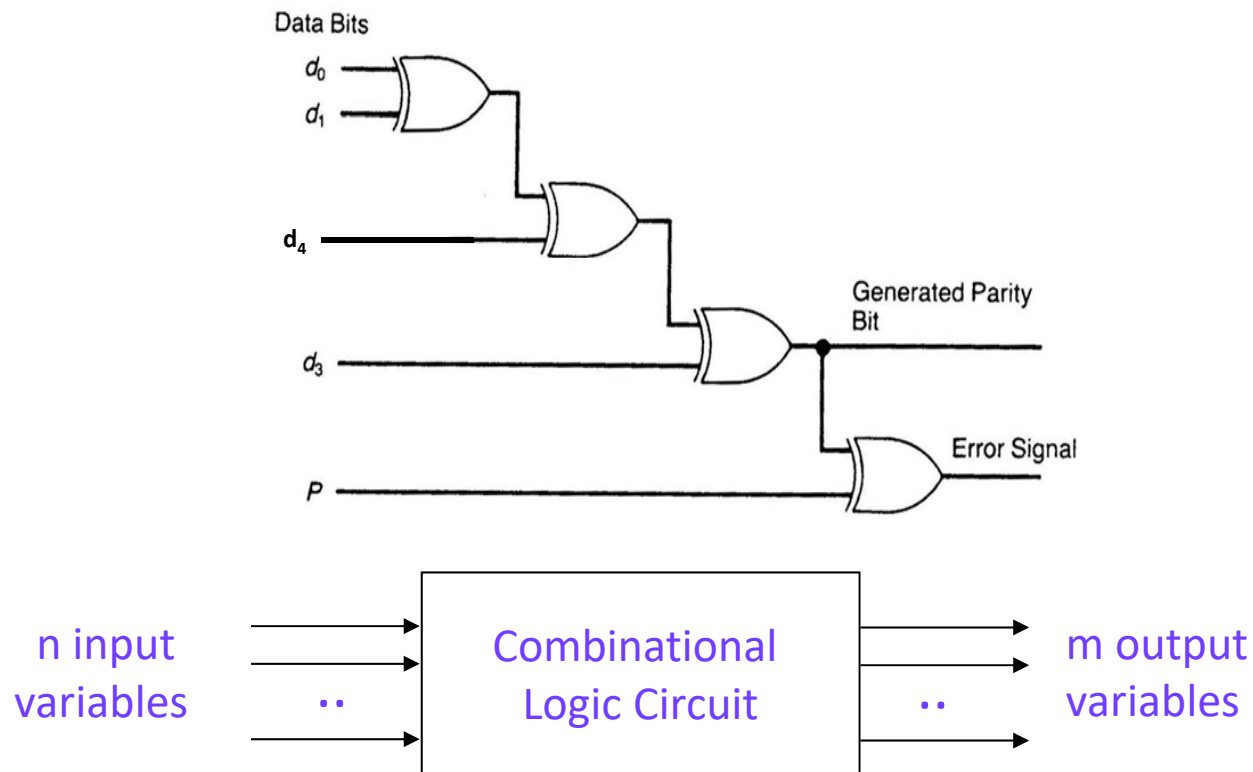 Data Bits
d₀
d₁
d₄
Generated Parity
Bit
d₃
Error Signal
P
n input
variables
..
Combinational
Logic Circuit
..
m output
variables